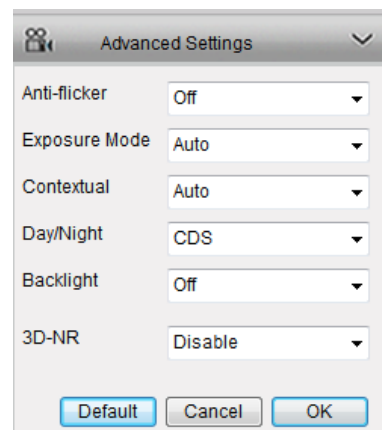 Advanced Settings
Anti-flicker Off
Exposure Mode Auto
Contextual Auto
Day/Night CDS
Backlight Off
3D-NR Disable
Default Cancel OK